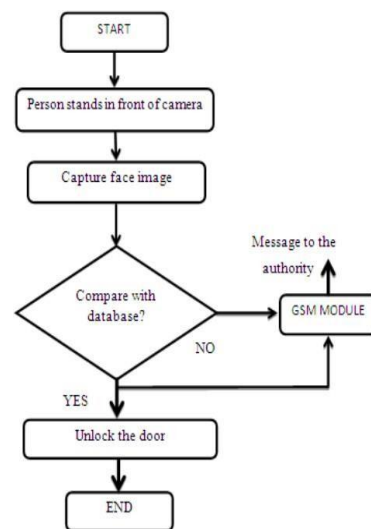 START
Person stands in front of camera
Capture face image
Message to the
authority
Compare with
database?
GSM MODULE
NO
YES
Unlock the door
END